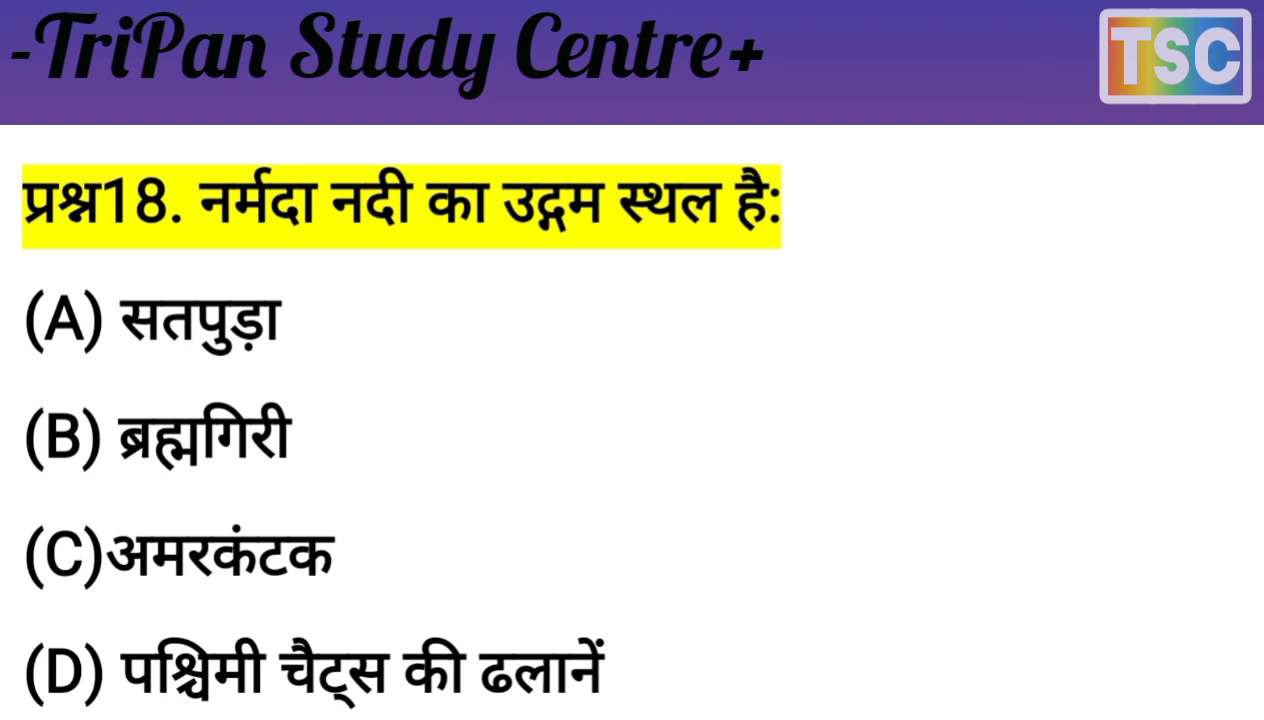 -TriPan Study Centre+
TSC
प्रश्न18. नर्मदा नदी का उद्गम स्थल है:
(A) सतपुड़ा
(B) ब्रह्मगिरी
(C)अमरकंटक
(D) पश्चिमी चैट्स की ढलानें